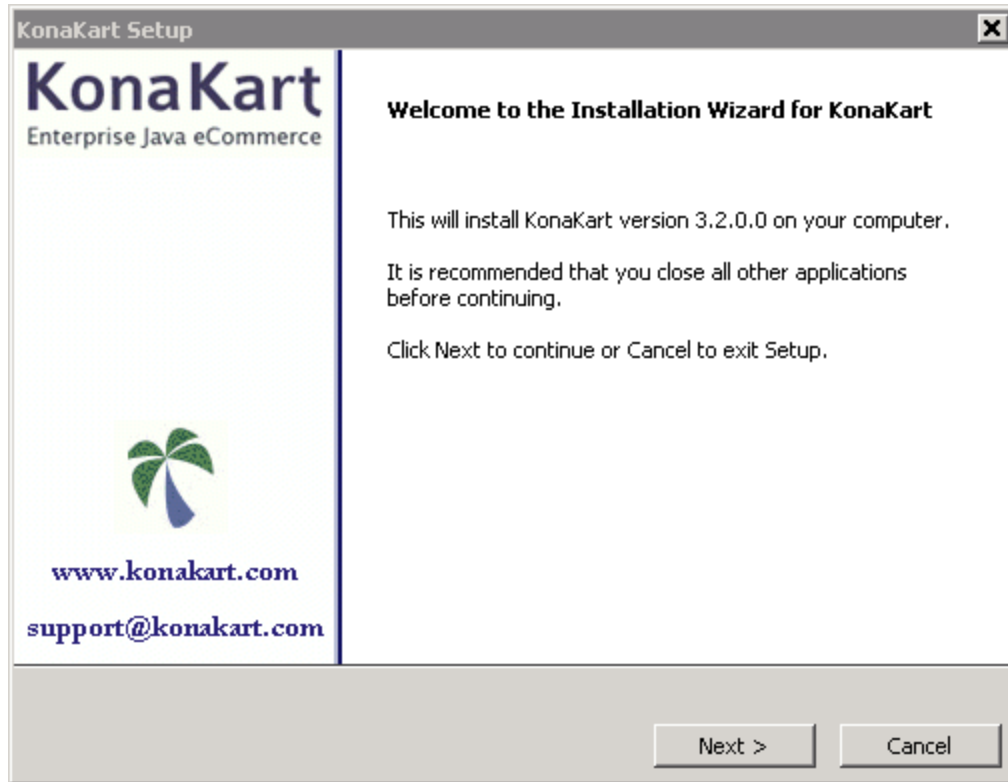 KonaKart Setup
KonaKart
Enterprise Java eCommerce
www.konakart.com
support@konakart.com
Welcome to the Installation Wizard for KonaKart
This will install KonaKart version 3.2.0.0 on your computer.
It is recommended that you close all other applications
before continuing.
Click Next to continue or Cancel to exit Setup.
Next >
Cancel